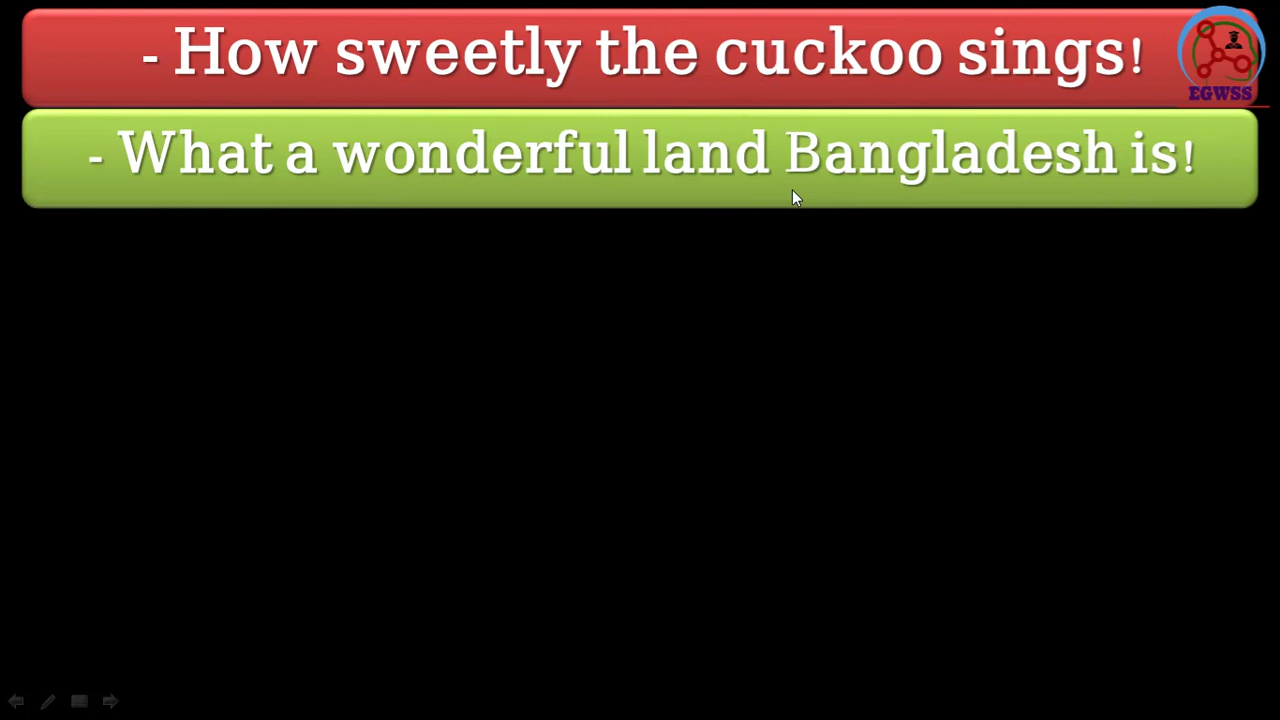 - How sweetly the cuckoo sings!
EGWSS
- What a wonderful land Bangladesh is!